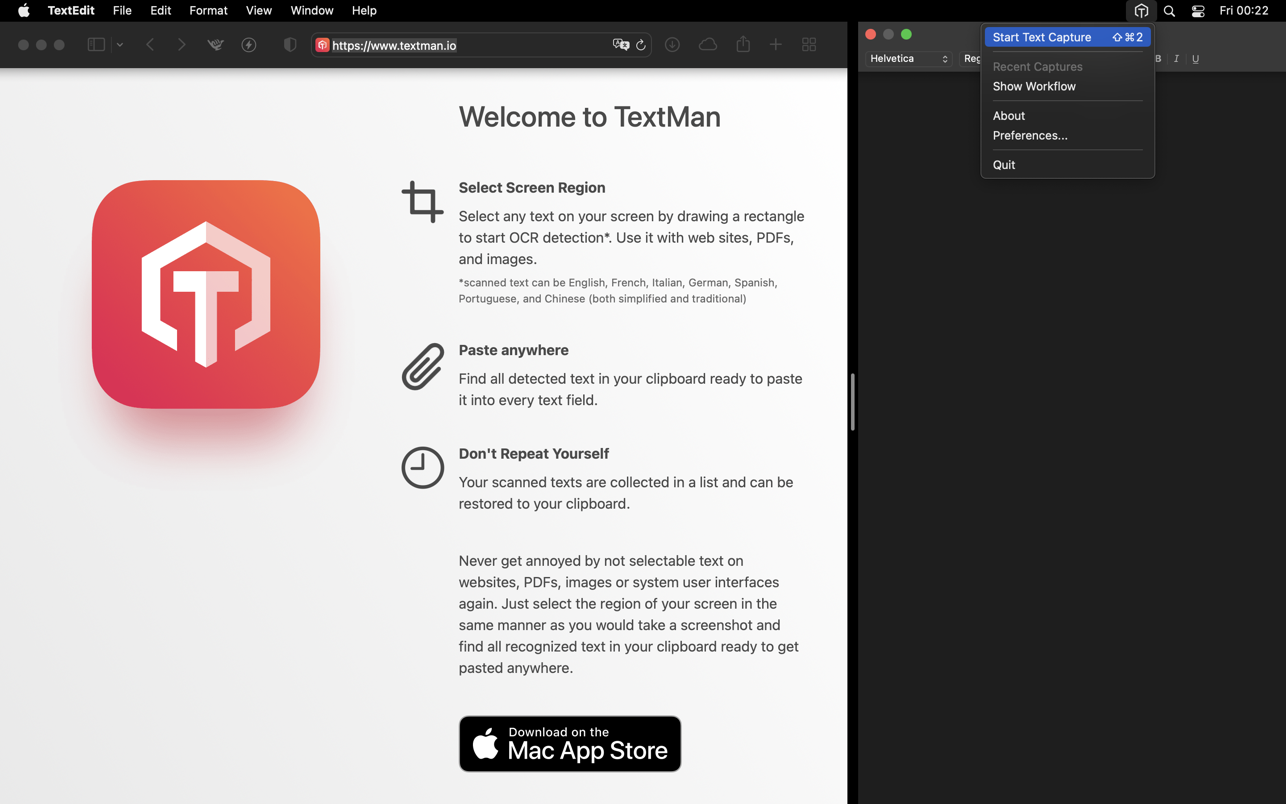 TextEdit File Edit Format View Window Help Fri 00:22
https://www.textman.io
Welcome to TextMan
Select Screen Region
Select any text on your screen by drawing a rectangle
to start OCR detection*. Use it with web sites, PDFs,
and images.
*scanned text can be English, French, Italian, German, Spanish,
Portuguese, and Chinese (both simplified and traditional)
Paste anywhere
Find all detected text in your clipboard ready to paste
it into every text field.
Don't Repeat Yourself
Your scanned texts are collected in a list and can be
restored to your clipboard.
Never get annoyed by not selectable text on
websites, PDFs, images or system user interfaces
again. Just select the region of your screen in the
same manner as you would take a screenshot and
find all recognized text in your clipboard ready to get
pasted anywhere.
Download on the
Mac App Store
Helvetica Reg B I U
Start Text Capture ⇧⌘2
Recent Captures
Show Workflow
About
Preferences...
Quit